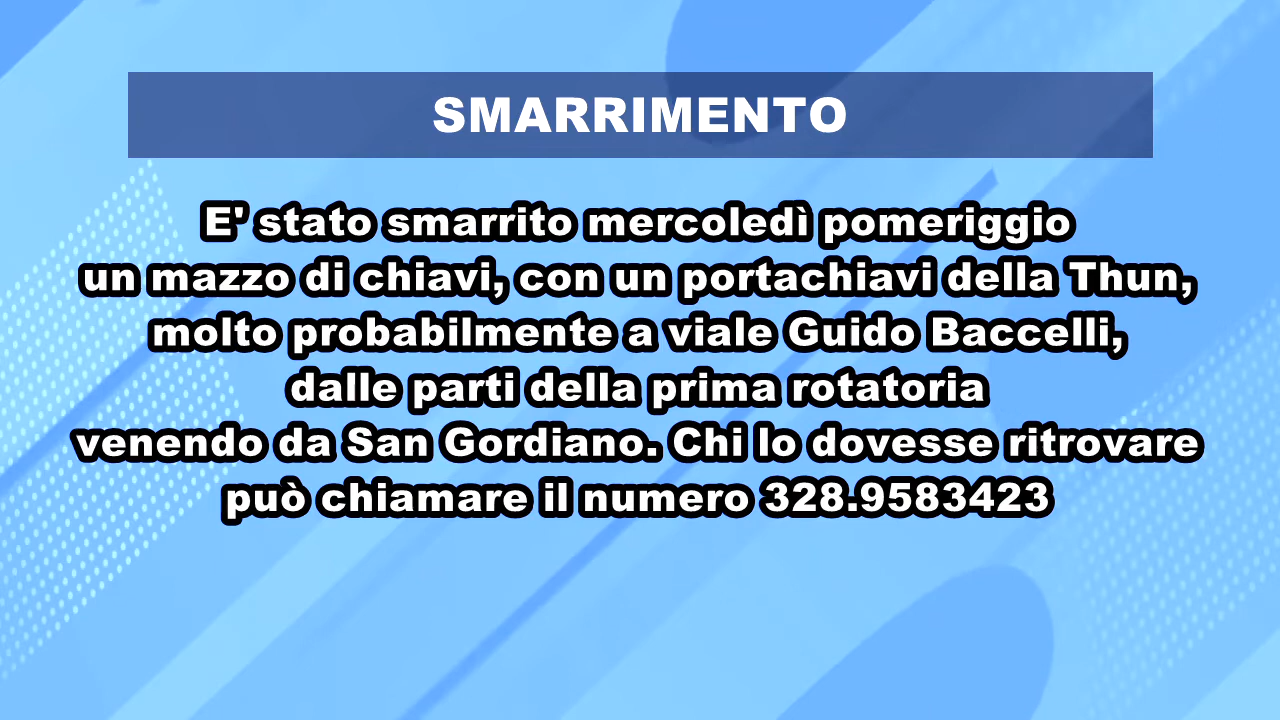 SMARRIMENTO
E' stato smarrito mercoledì pomeriggio
un mazzo di chiavi, con un portachiavi della Thun,
molto probabilmente a viale Guido Baccelli,
dalle parti della prima rotatoria
venendo da San Gordiano. Chi lo dovesse ritrovare
può chiamare il numero 328.9583423